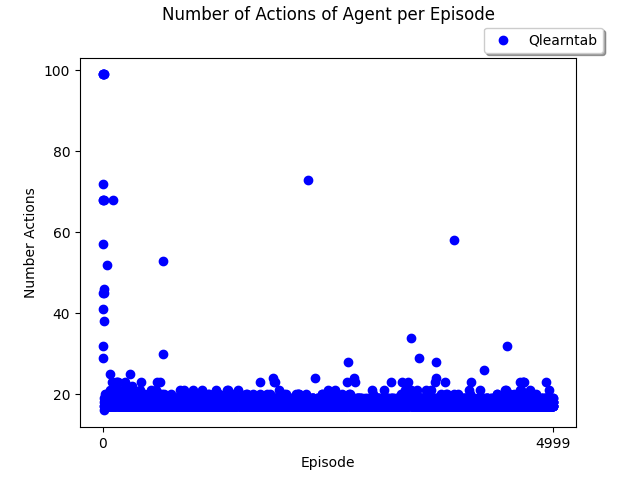 Number of Actions of Agent per Episode
Qlearntab
100
80
60
40
20
Number Actions
0 4999
Episode